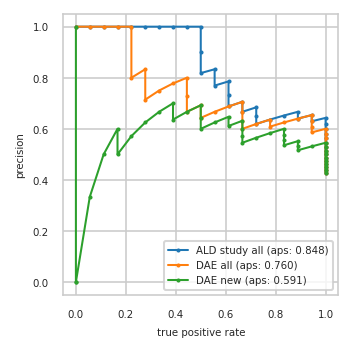 1.0
0.8
0.6
0.4
0.2
0.0
precision
0.0 0.2 0.4 0.6 0.8 1.0
true positive rate
ALD study all (aps: 0.848)
DAE all (aps: 0.760)
DAE new (aps: 0.591)